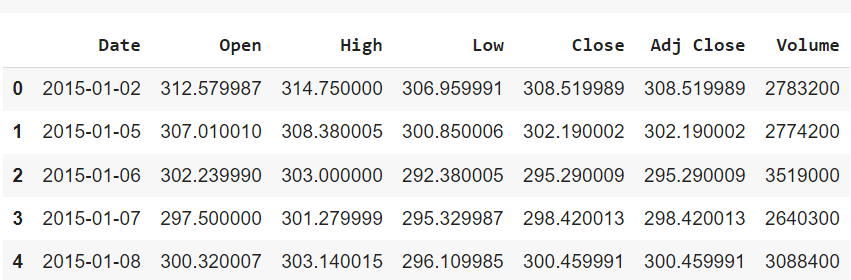 Date Open High Low Close Adj Close Volume
0 2015-01-02 312.579987 314.750000 306.959991 308.519989 308.519989 2783200
1 2015-01-05 307.010010 308.380005 300.850006 302.190002 302.190002 2774200
2 2015-01-06 302.239990 303.000000 292.380005 295.290009 295.290009 3519000
3 2015-01-07 297.500000 301.279999 295.329987 298.420013 298.420013 2640300
4 2015-01-08 300.320007 303.140015 296.109985 300.459991 300.459991 3088400